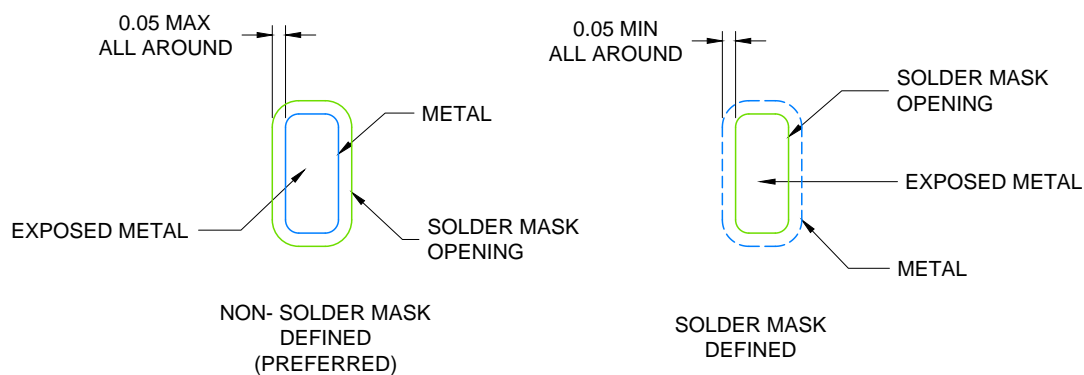 0.05 MAX
ALL AROUND
METAL
EXPOSED METAL
SOLDER MASK
OPENING
NON- SOLDER MASK
DEFINED
(PREFERRED)
0.05 MIN
ALL AROUND
SOLDER MASK
OPENING
EXPOSED METAL
METAL
SOLDER MASK
DEFINED